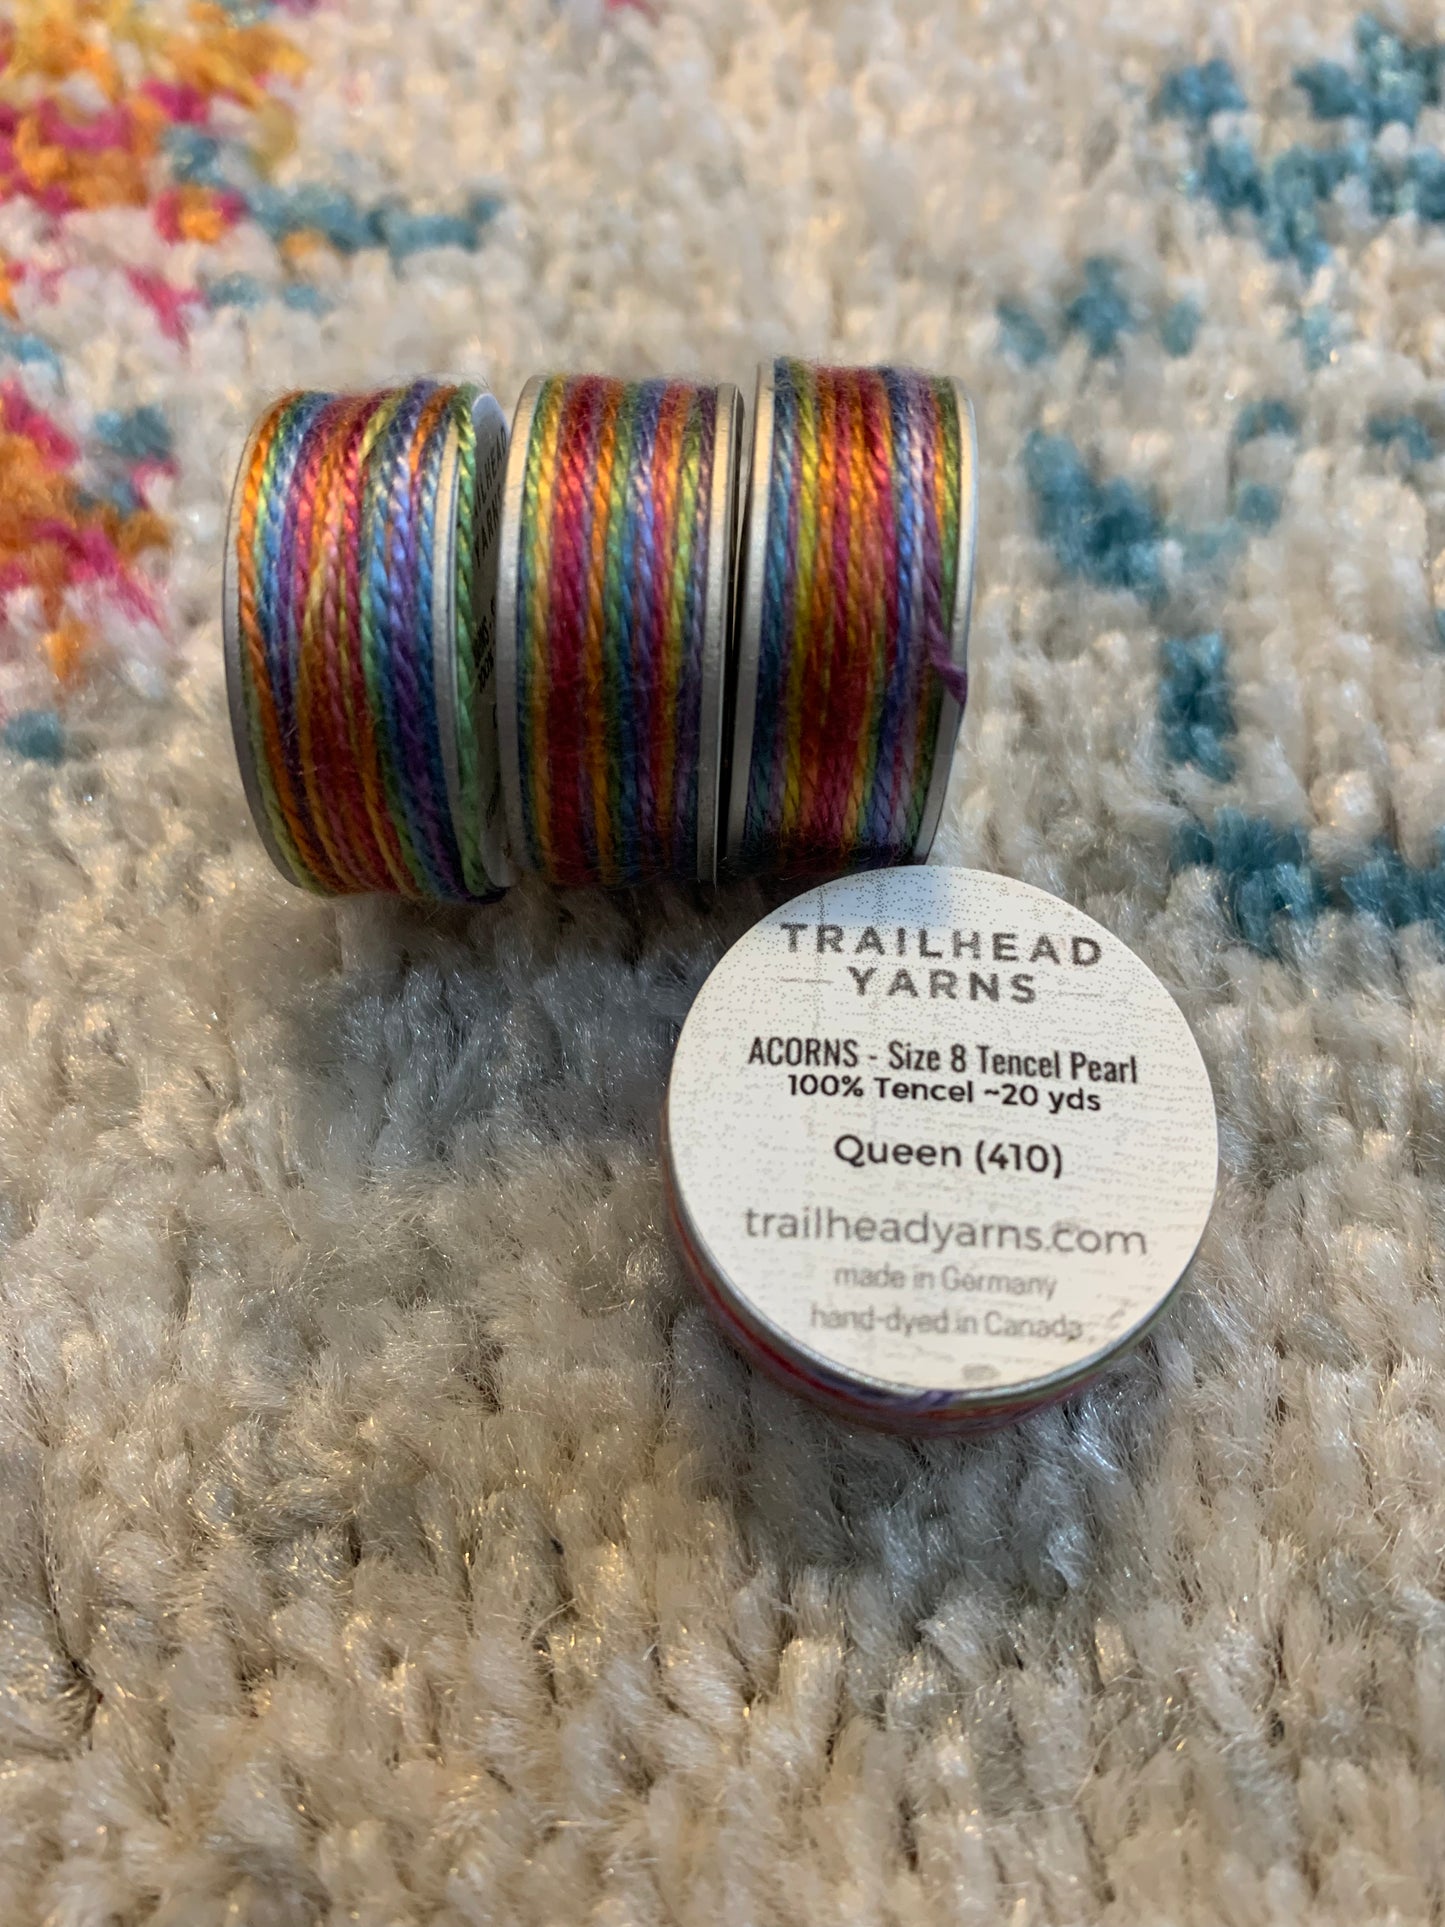 TRAILHEAD
YARNS
ACORNS - Size 8 Tencel Pearl
100% Tencel ~20 yds
Queen (410)
trailheadyarns.com
made in Germany
hand-dyed in Canada